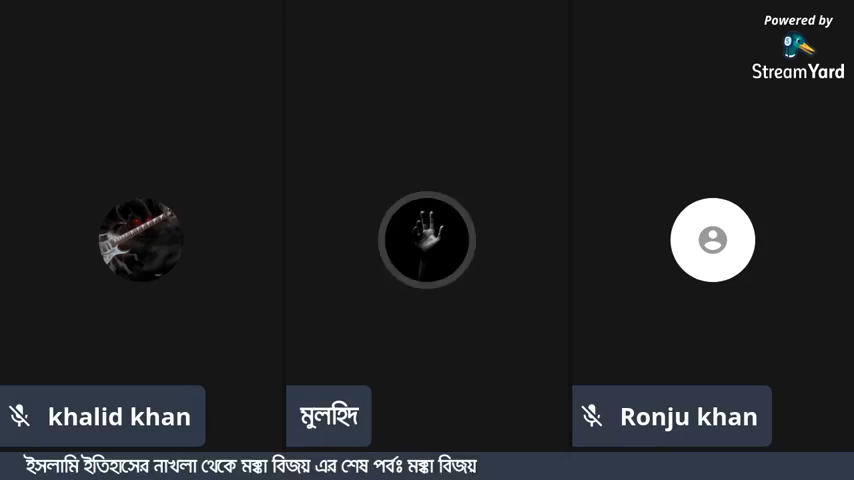 Powered by
StreamYard
khalid khan
মুলহিদ
Ronju khan
ইসলামি ইতিহাসের নাখলা থেকে মক্কা বিজয় এর শেষ পর্বঃ মক্কা বিজয়